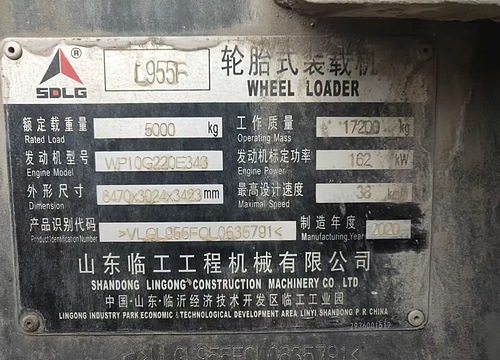 ® L955F 轮胎式装载机
SDLG WHEEL LOADER
额定载重量 5000 kg 工作质量 17200 kg
Rated Load Operating Mass
发动机型号 WP10G220E343 发动机标定功率 162 kW
Engine Model Engine Power
外形尺寸 8470x3024x3423 mm 最高设计速度 38 km/h
Dimension Maximal Speed
产品识别代码 >VLGL955FCL0635791< 制造年度 2020
Product Identification Number Manufacturing.Year
山东临工工程机械有限公司
SHANDONG LINGONG CONSTRUCTION MACHINERY CO LTD
中国·山东·临沂经济技术开发区临工工业园
LINGONG INDUSTRY PARK ECONOMIC & TECHNOLOGICAL DEVELOPMENT AREA LINYI SHANDONG P R CHINA